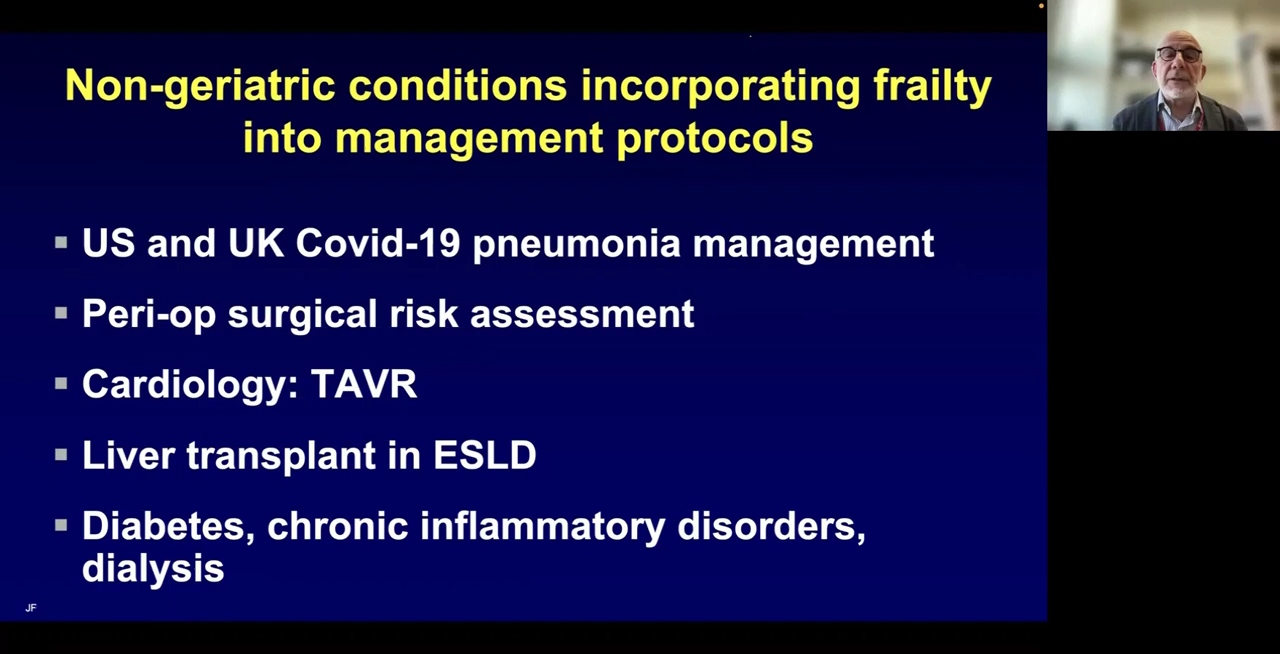 Non-geriatric conditions incorporating frailty
into management protocols
US and UK Covid-19 pneumonia management
Peri-op surgical risk assessment
Cardiology: TAVR
Liver transplant in ESLD
Diabetes, chronic inflammatory disorders,
dialysis
JF